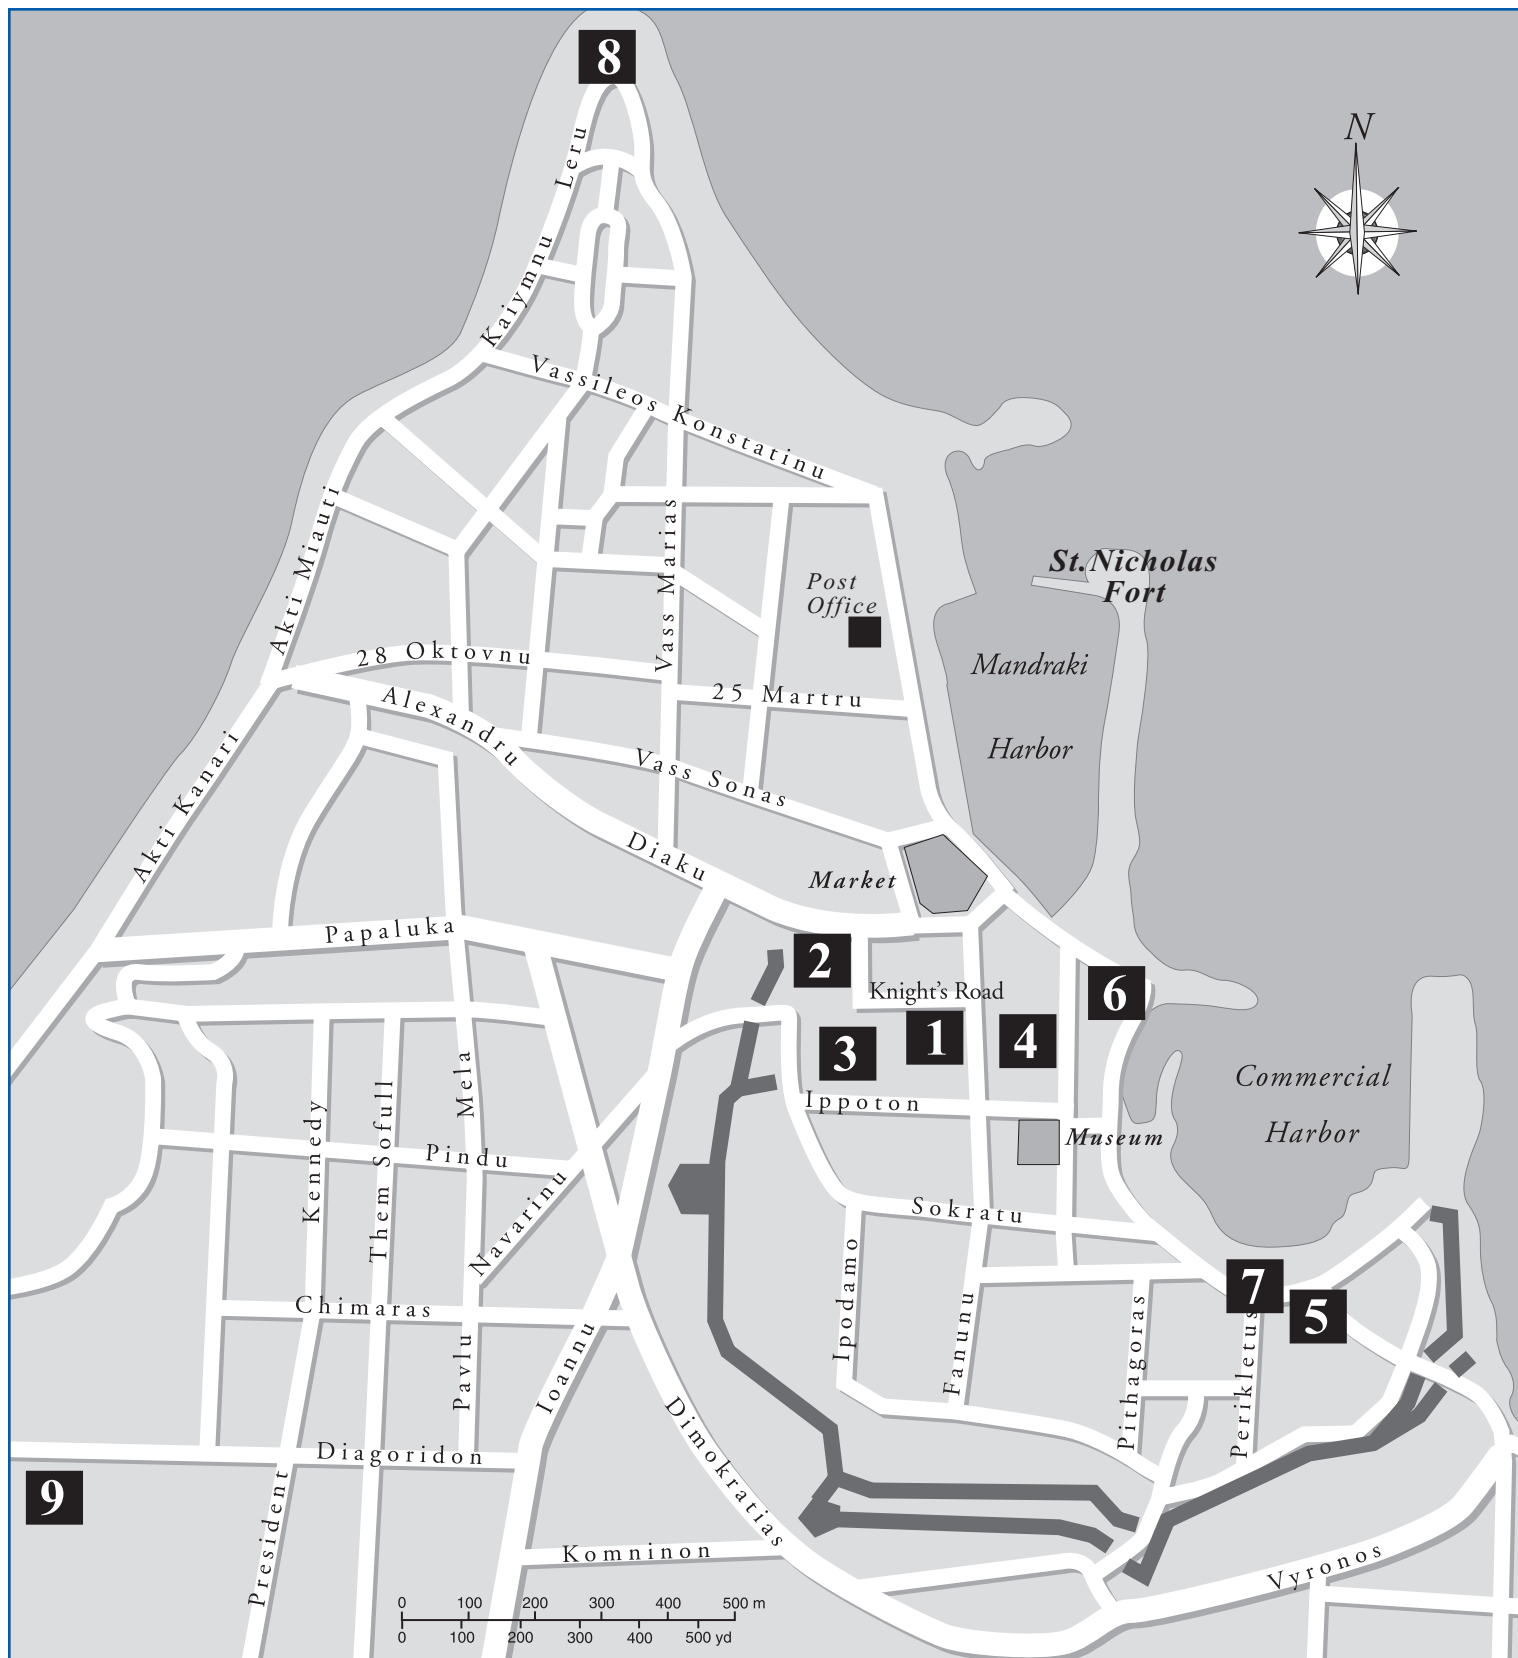 8
N
Leru
Kaiymnu
Vassileos Konstatinu
Akti Miauti
Vass Marias
Post
Office
St.Nicholas
Fort
28 Oktovnu
Mandraki
Harbor
25 Martru
Alexandru
Vass Sonas
Akti Kanari
Diaku
Market
Papaluka
2
Knight's Road
6
1
4
3
Commercial
Harbor
Ippoton
Museum
Mela
Kennedy
Them Sofull
Pindu
Navarinu
Sokratu
Ipodamo
7
5
Chimaras
Fanunu
Pithagoras
Perikletus
Pavlu
Ioannu
Dimokratias
Diagoridon
9
President
Komninon
Vyronos
0 100 200 300 400 500 m
0 100 200 300 400 500 yd